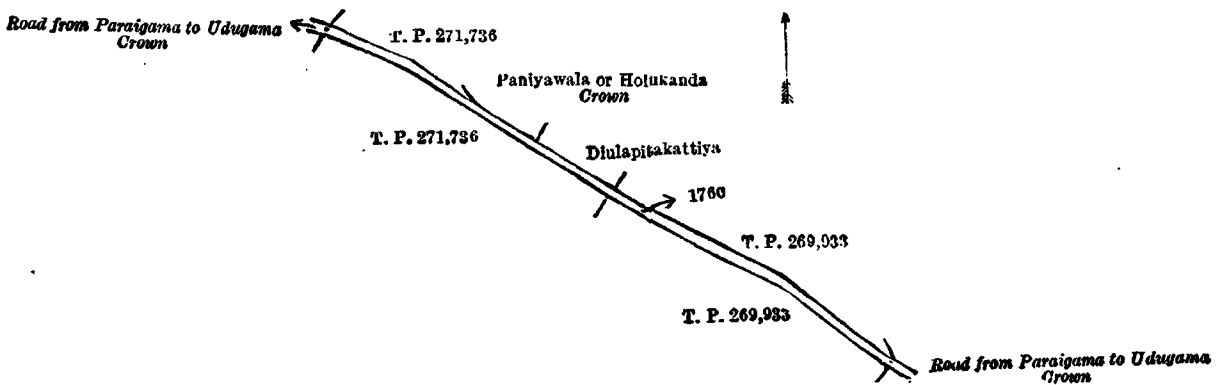 Road from Paraigama to Udugama
Crown
T. P. 271,736
Paniyawala or Hotukanda
Crown
T. P. 271,736
Diulapitakattiya
1760
T. P. 269,933
T. P. 269,933
Road from Paraigama to Udugama
Crown